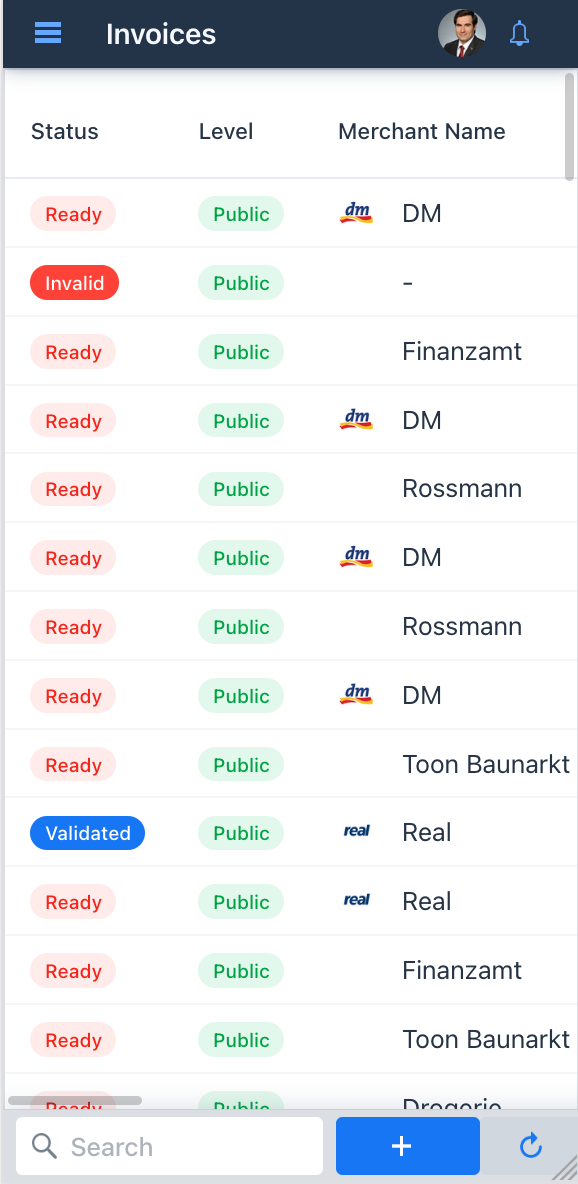 Invoices
Status Level Merchant Name
Ready Public dm DM
Invalid Public -
Ready Public Finanzamt
Ready Public dm DM
Ready Public Rossmann
Ready Public dm DM
Ready Public Rossmann
Ready Public dm DM
Ready Public Toon Baunarkt
Validated Public real Real
Ready Public real Real
Ready Public Finanzamt
Ready Public Toon Baunarkt
Ready Public Drogerie
Search +